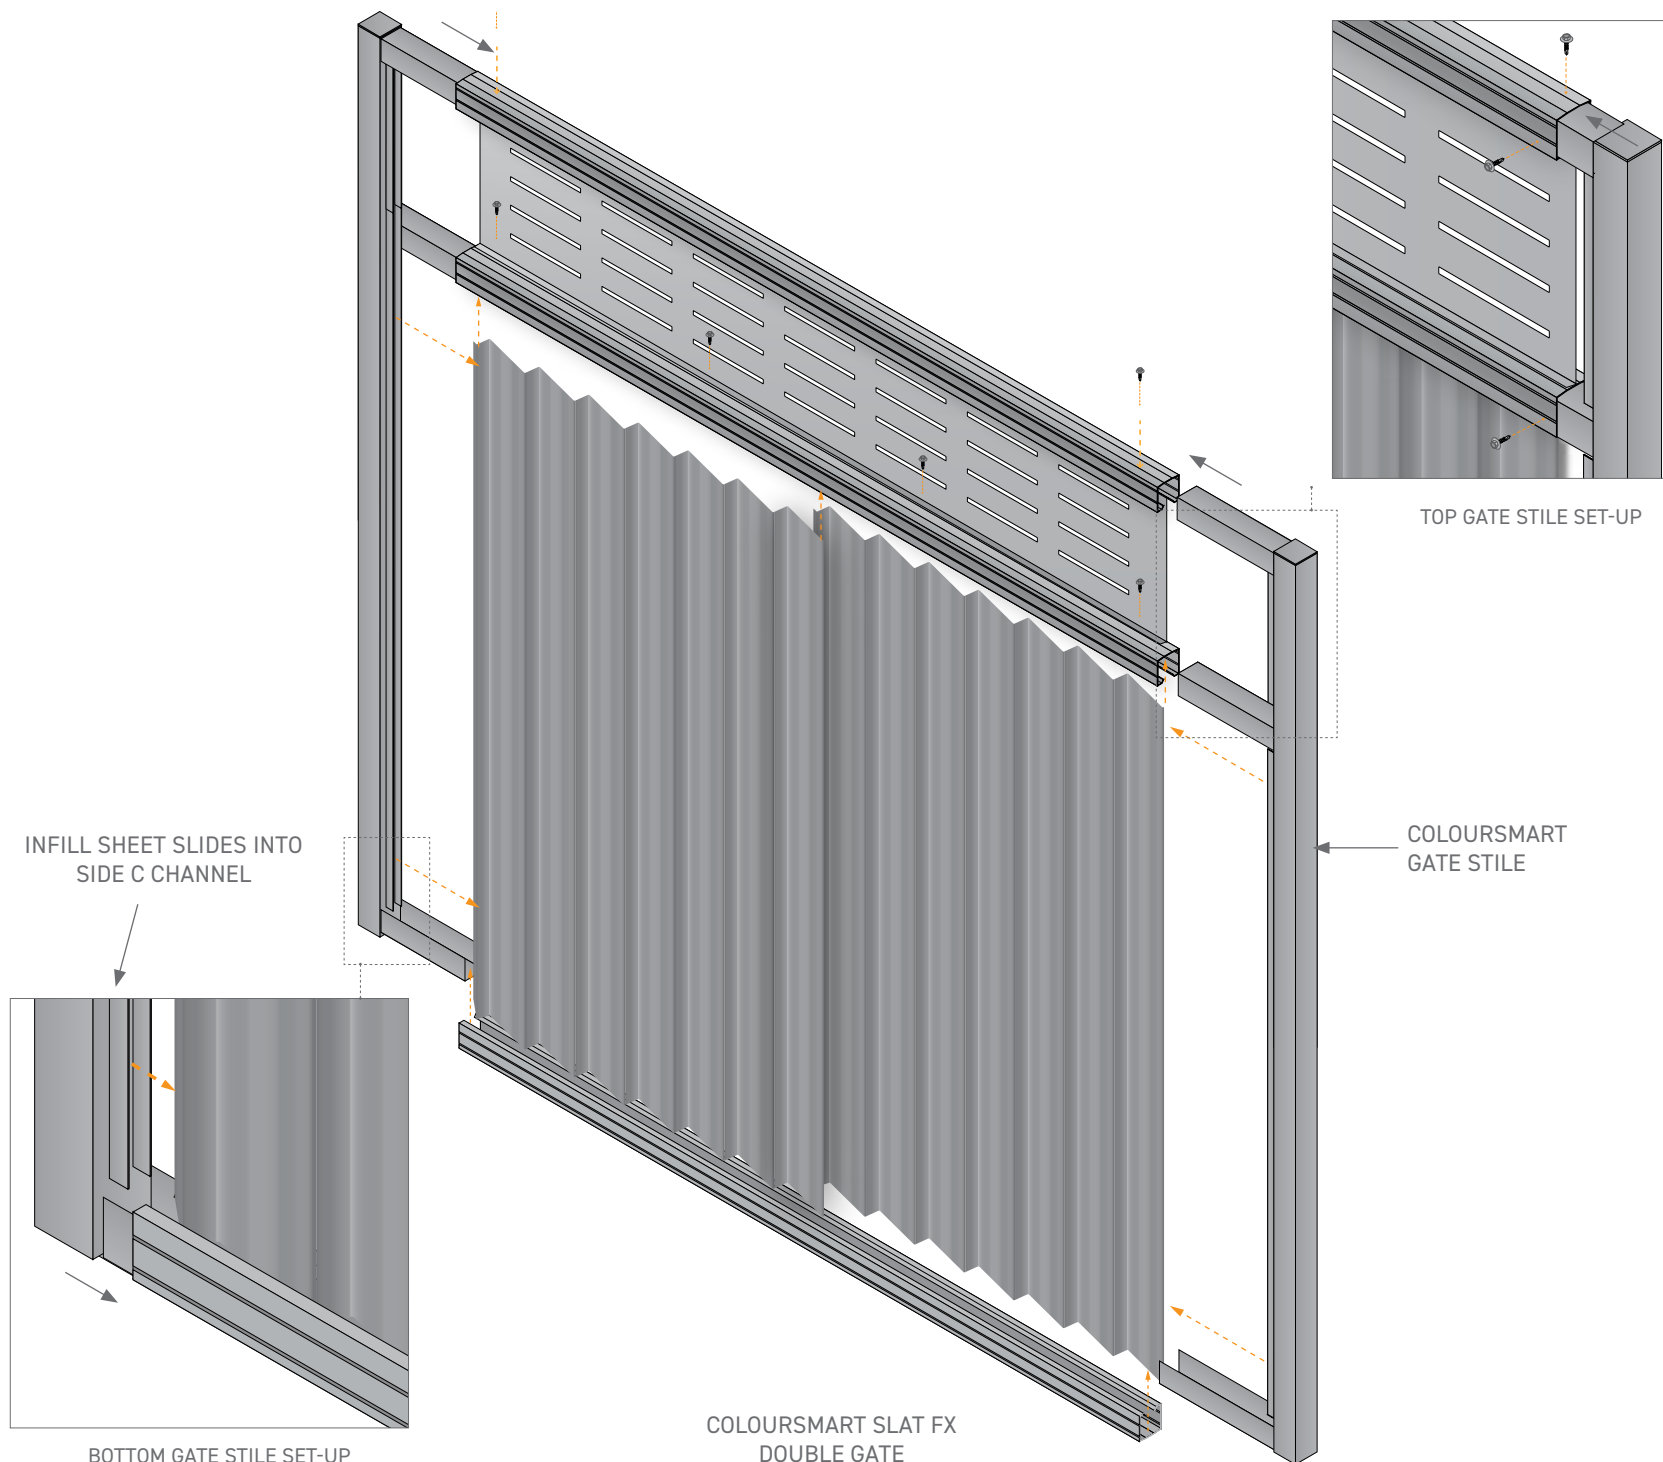 TOP GATE STILE SET-UP
INFILL SHEET SLIDES INTO
SIDE C CHANNEL
COLOURSMART
GATE STILE
COLOURSMART SLAT FX
DOUBLE GATE
BOTTOM GATE STILE SET-UP